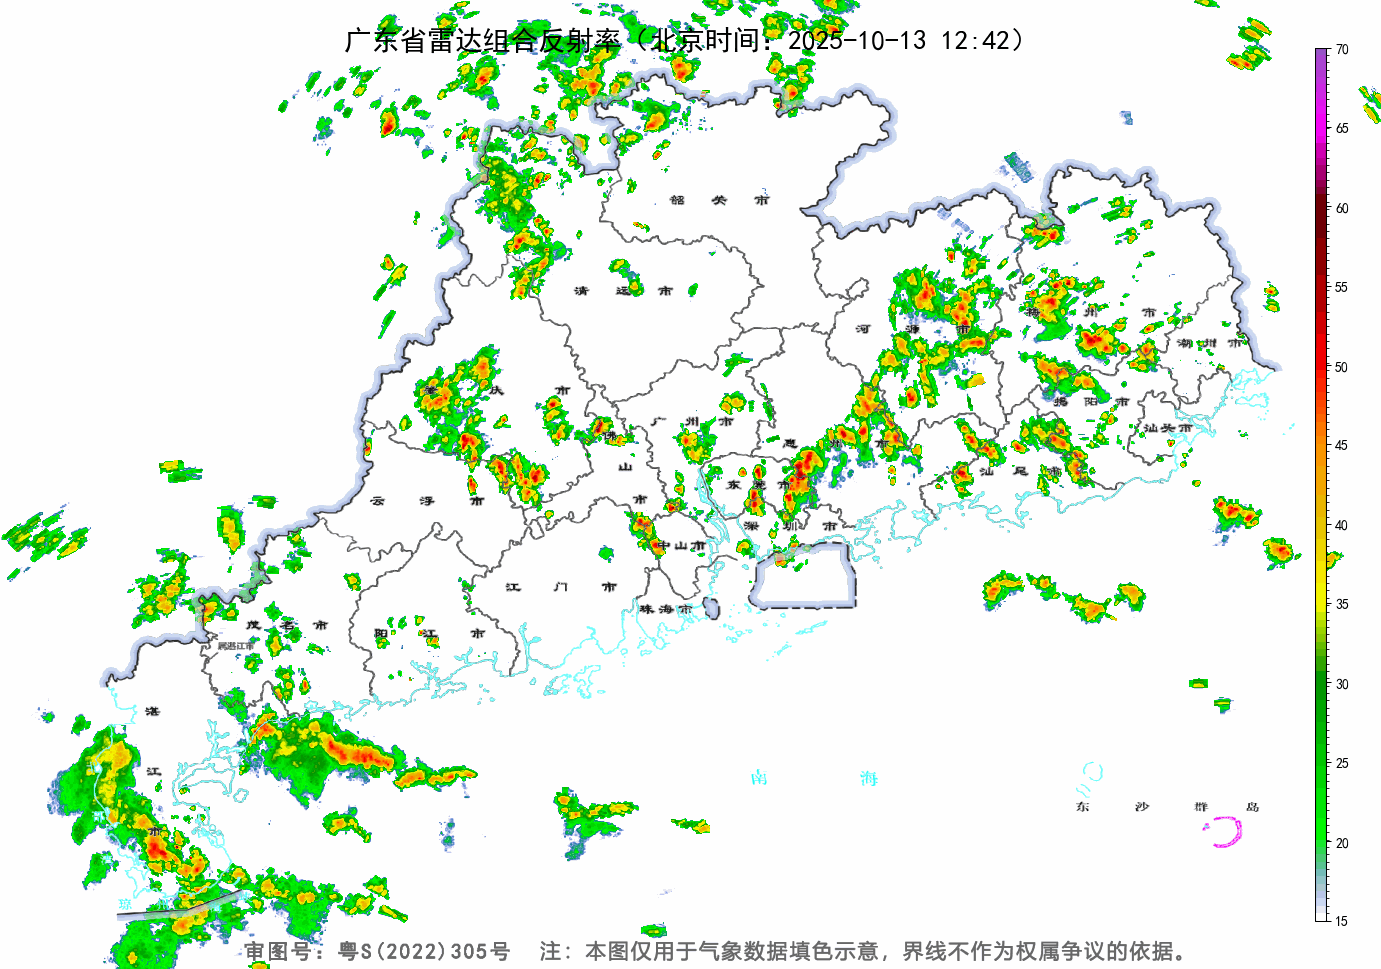 广东省雷达组合反射率（北京时间：2025-10-13 12:42）
70
65
60
55
50
45
40
35
30
25
20
15
韶 关 市
清 远 市
河 源 市
梅 州 市
潮 州 市
庆 市
广 州 市
揭 阳 市
汕头市
佛
山
市
惠 州 市
东 莞 市
汕 尾 市
云 浮 市
深 圳 市
中山市
江 门 市
珠海市
茂 名 市
阳 江 市
属湛江市
湛
江
市
南 海
东 沙 群 岛
琼
审图号：粤S(2022)305号 注：本图仅用于气象数据填色示意，界线不作为权属争议的依据。